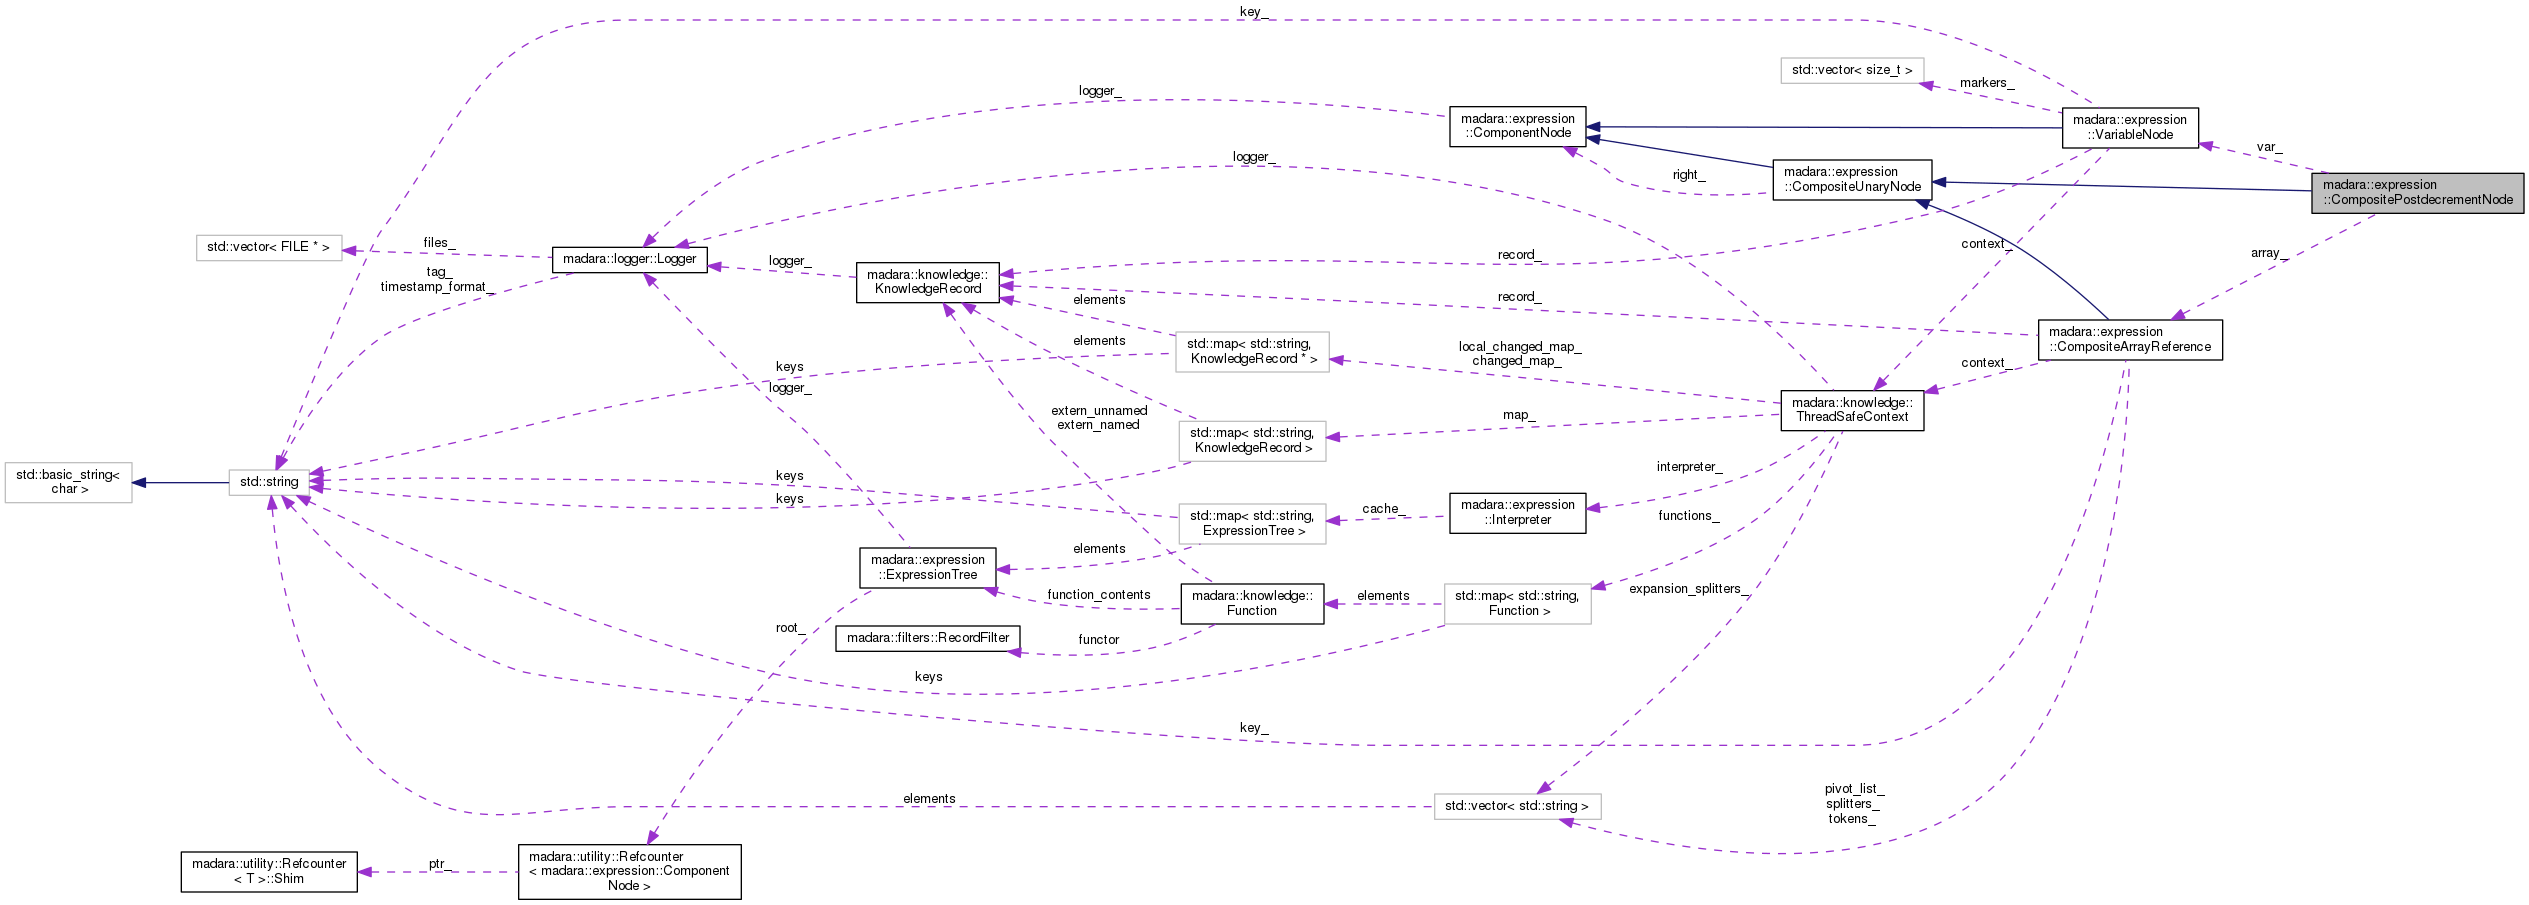 key_
std::vector< size_t >
markers_
logger_
madara::expression
::ComponentNode
madara::expression
::VariableNode
var_
logger_
right_
madara::expression
::CompositeUnaryNode
madara::expression
::CompositePostdecrementNode
std::vector< FILE * >
files_
madara::logger::Logger
logger_
madara::knowledge::
KnowledgeRecord
record_
context_
array_
tag_
timestamp_format_
elements
record_
madara::expression
::CompositeArrayReference
elements
std::map< std::string,
KnowledgeRecord * >
local_changed_map_
changed_map_
context_
keys
logger_
extern_unnamed
extern_named
std::map< std::string,
KnowledgeRecord >
map_
madara::knowledge::
ThreadSafeContext
std::basic_string<
char >
std::string
keys
keys
interpreter_
std::map< std::string,
ExpressionTree >
cache_
madara::expression
::Interpreter
functions_
madara::expression
::ExpressionTree
elements
function_contents
madara::knowledge::
Function
elements
std::map< std::string,
Function >
expansion_splitters_
root_
madara::filters::RecordFilter
functor
keys
key_
elements
std::vector< std::string >
pivot_list_
splitters_
tokens_
madara::utility::Refcounter
< T >::Shim
ptr_
madara::utility::Refcounter
< madara::expression::Component
Node >